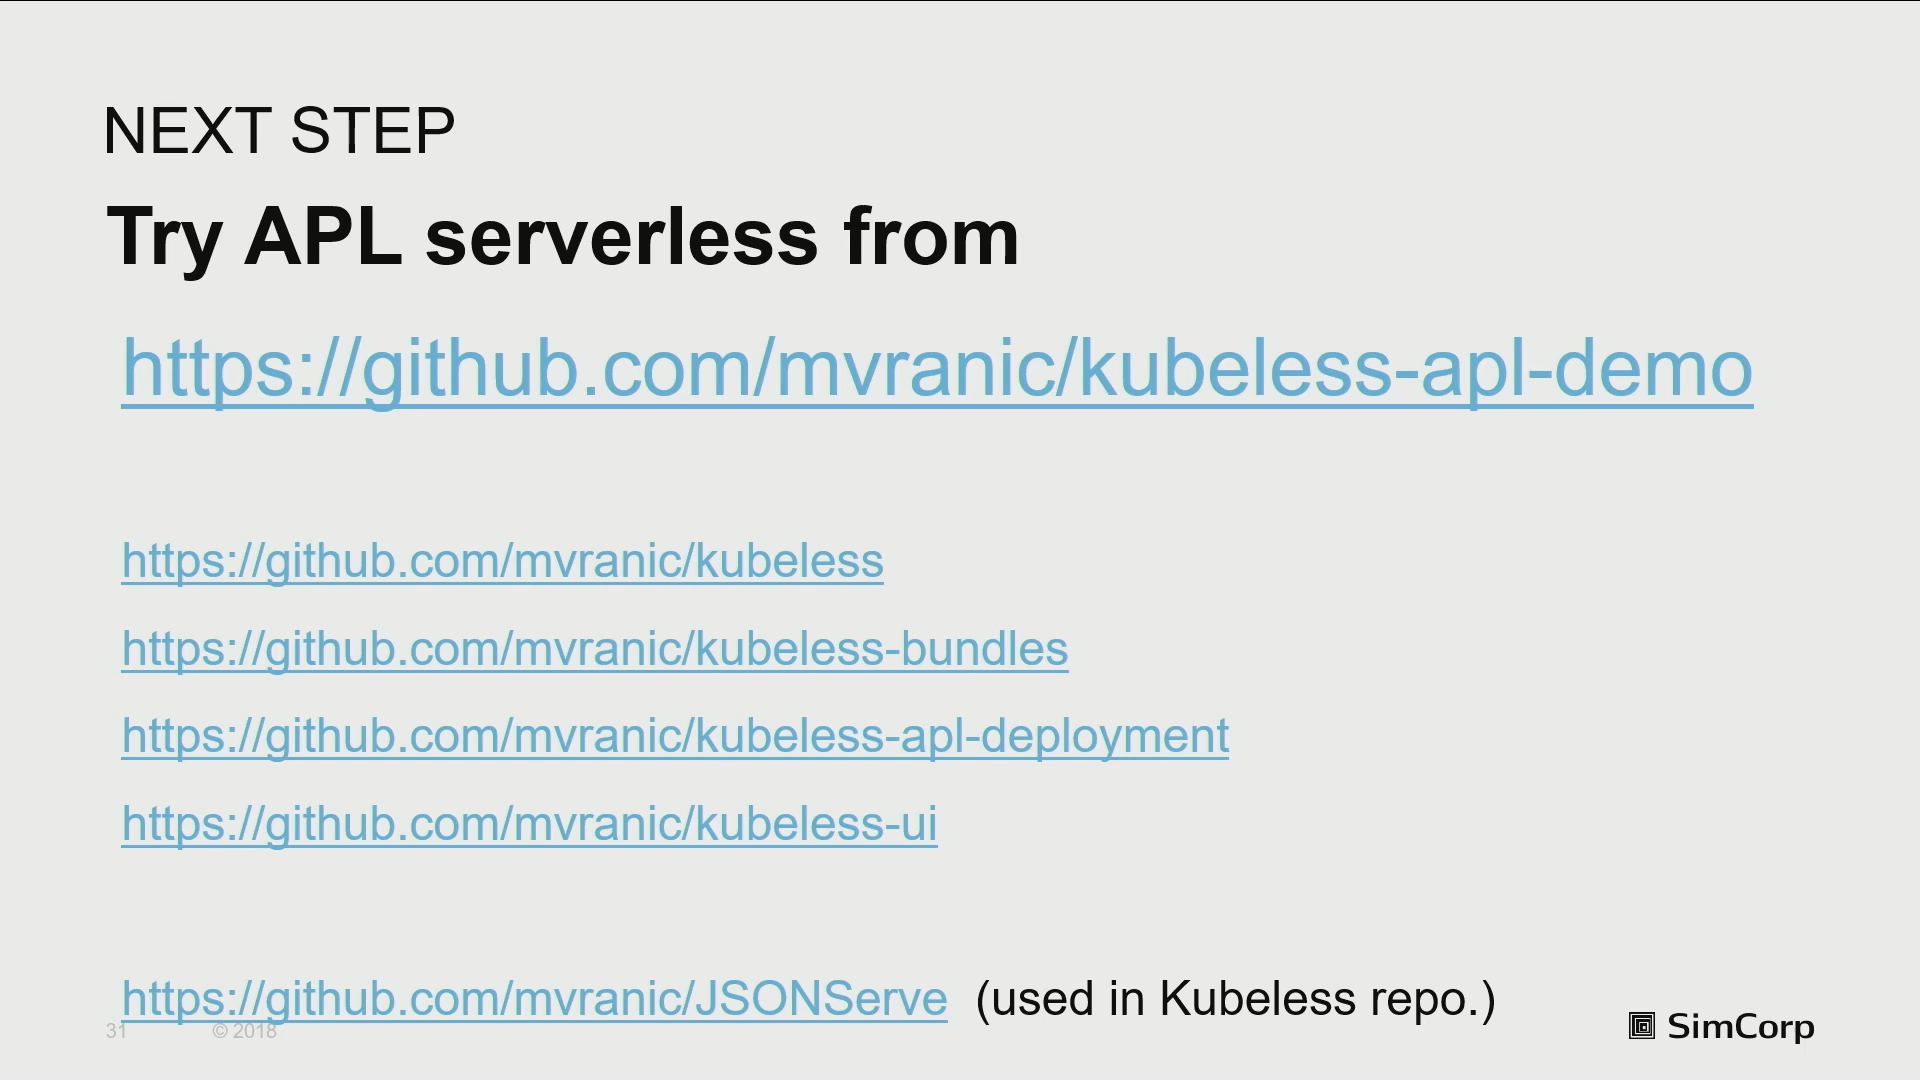 NEXT STEP
Try APL serverless from
https://github.com/mvranic/kubeless-apl-demo
https://github.com/mvranic/kubeless
https://github.com/mvranic/kubeless-bundles
https://github.com/mvranic/kubeless-apl-deployment
https://github.com/mvranic/kubeless-ui
https://github.com/mvranic/JSONServe (used in Kubeless repo.)
31 © 2018
SimCorp